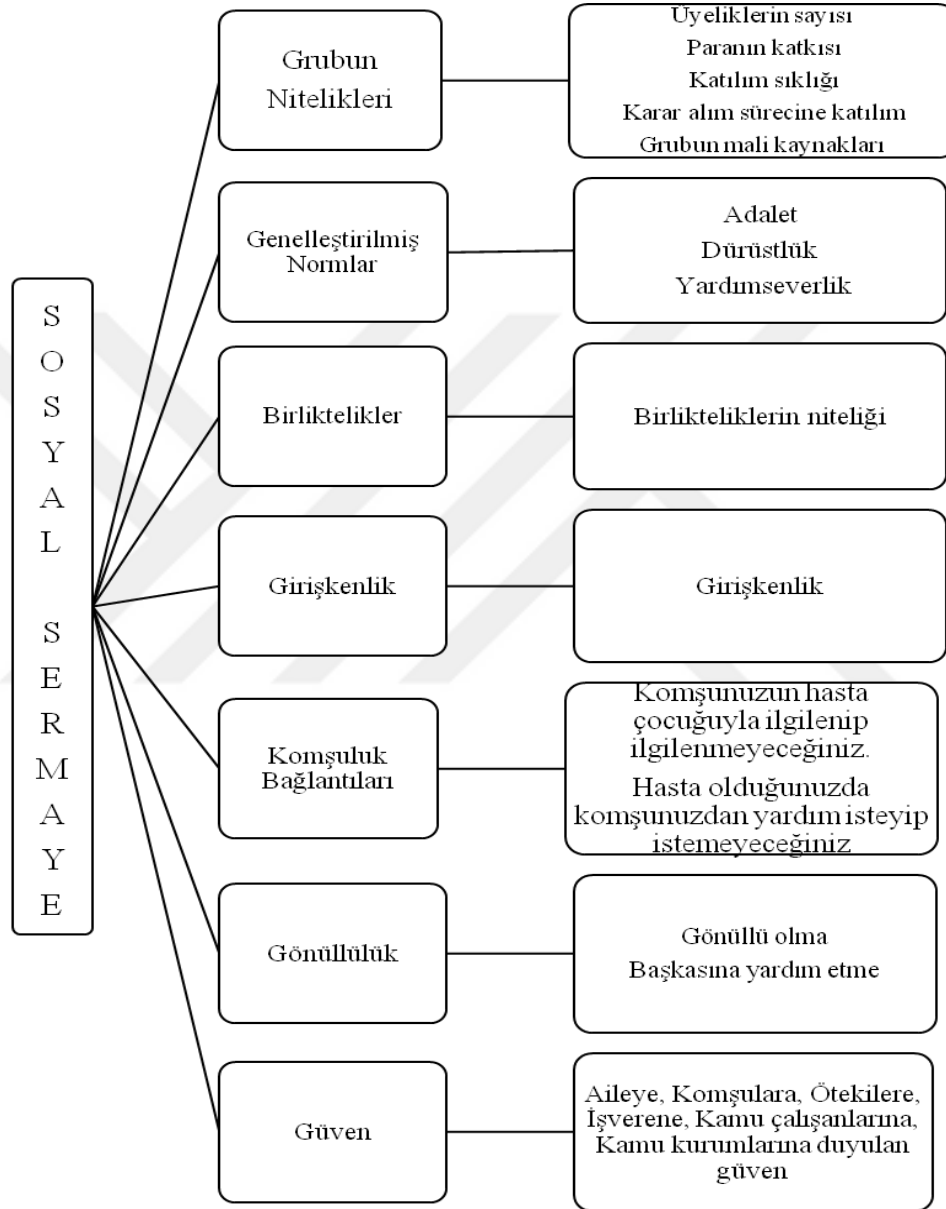 SOSYAL SERMAYE
Grubun
Nitelikleri
Üyeliklerin sayısı
Paranın katkısı
Katılım sıklığı
Karar alım sürecine katılım
Grubun mali kaynakları
Genelleştirilmiş
Normlar
Adalet
Dürüstlük
Yardımseverlik
Birliktelikler
Birlikteliklerin niteliği
Girişkenlik
Girişkenlik
Komşuluk
Bağlantıları
Komşunuzun hasta
çocuğuyla ilgilenip
ilgilenmeyeceğiniz.
Hasta olduğunuzda
komşunuzdan yardım isteyip
istemeyeceğiniz
Gönüllülük
Gönüllü olma
Başkasına yardım etme
Güven
Aileye, Komşulara, Ötekilere,
İşverene, Kamu çalışanlarına,
Kamu kurumlarına duyulan
güven